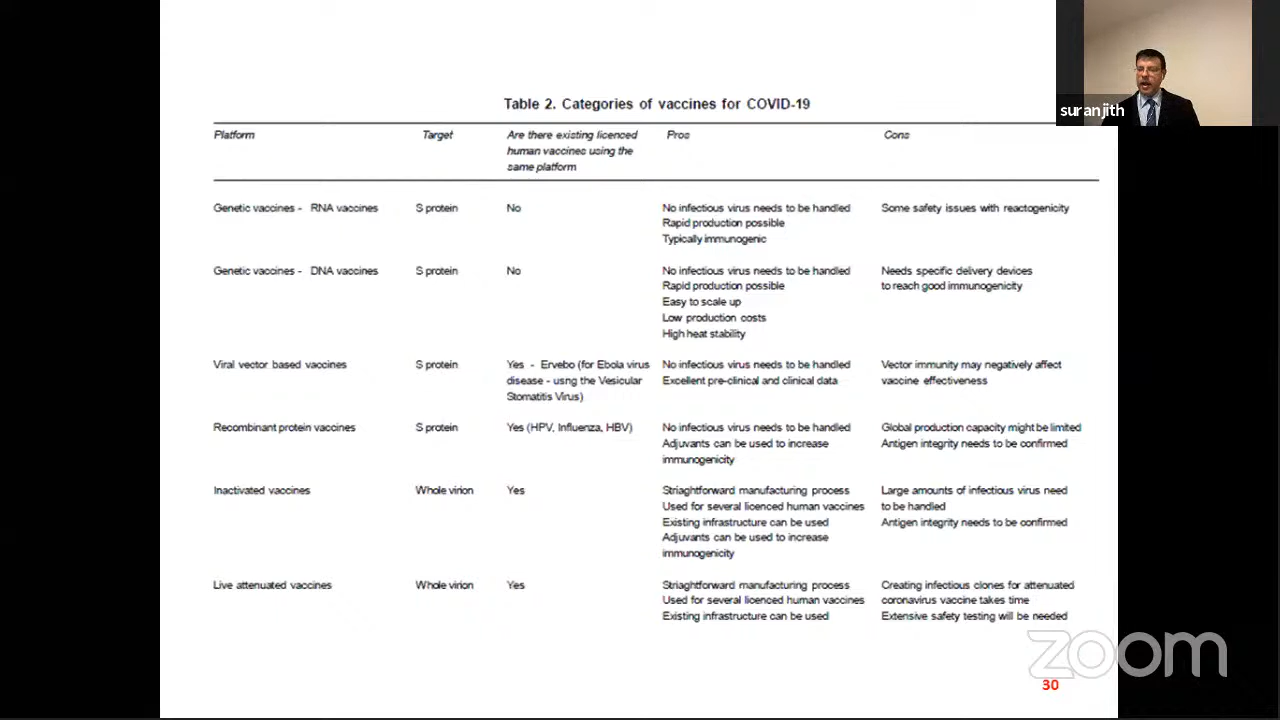 suranjith
Table 2. Categories of vaccines for COVID-19
Platform Target Are there existing licenced Pros Cons
human vaccines using the
same platform
Genetic vaccines - RNA vaccines S protein No No infectious virus needs to be handled Some safety issues with reactogenicity
Rapid production possible
Typically immunogenic
Genetic vaccines - DNA vaccines S protein No No infectious virus needs to be handled Needs specific delivery devices
Rapid production possible to reach good immunogenicity
Easy to scale up
Low production costs
High heat stability
Viral vector based vaccines S protein Yes - Ervebo (for Ebola virus No infectious virus needs to be handled Vector immunity may negatively affect
disease - usng the Vesicular Excellent pre-clinical and clinical data vaccine effectiveness
Stomatitis Virus)
Recombinant protein vaccines S protein Yes (HPV, Influenza, HBV) No infectious virus needs to be handled Global production capacity might be limited
Adjuvants can be used to increase Antigen integrity needs to be confirmed
immunogenicity
Inactivated vaccines Whole virion Yes Striaghtforward manufacturing process Large amounts of infectious virus need
Used for several licenced human vaccines to be handled
Existing infrastructure can be used Antigen integrity needs to be confirmed
Adjuvants can be used to increase
immunogenicity
Live attenuated vaccines Whole virion Yes Striaghtforward manufacturing process Creating infectious clones for attenuated
Used for several licenced human vaccines coronavirus vaccine takes time
Existing infrastructure can be used Extensive safety testing will be needed
zoom
30